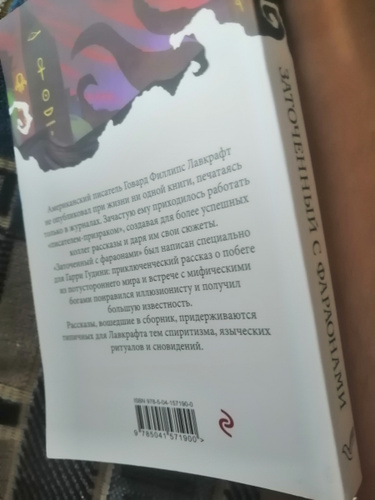 Американский писатель Говард Филлипс Лавкрафт
не опубликовал при жизни ни одной книги, печатаясь
только в журналах. Зачастую ему приходилось работать
«писателем-призраком», создавая для более успешных
коллег рассказы и даря им свои сюжеты.
«Заточенный с фараонами» был написан специально
для Гарри Гудини: приключенческий рассказ о побеге
из потустороннего мира и встрече с мифическими
богами понравился иллюзионисту и получил
большую известность.
Рассказы, вошедшие в сборник, придерживаются
типичных для Лавкрафта тем спиритизма, языческих
ритуалов и сновидений.
ISBN 978-5-04-157190-0
9 785041 571900 >
ЗАТОЧЕННЫЙ С ФАРАОНАМИ